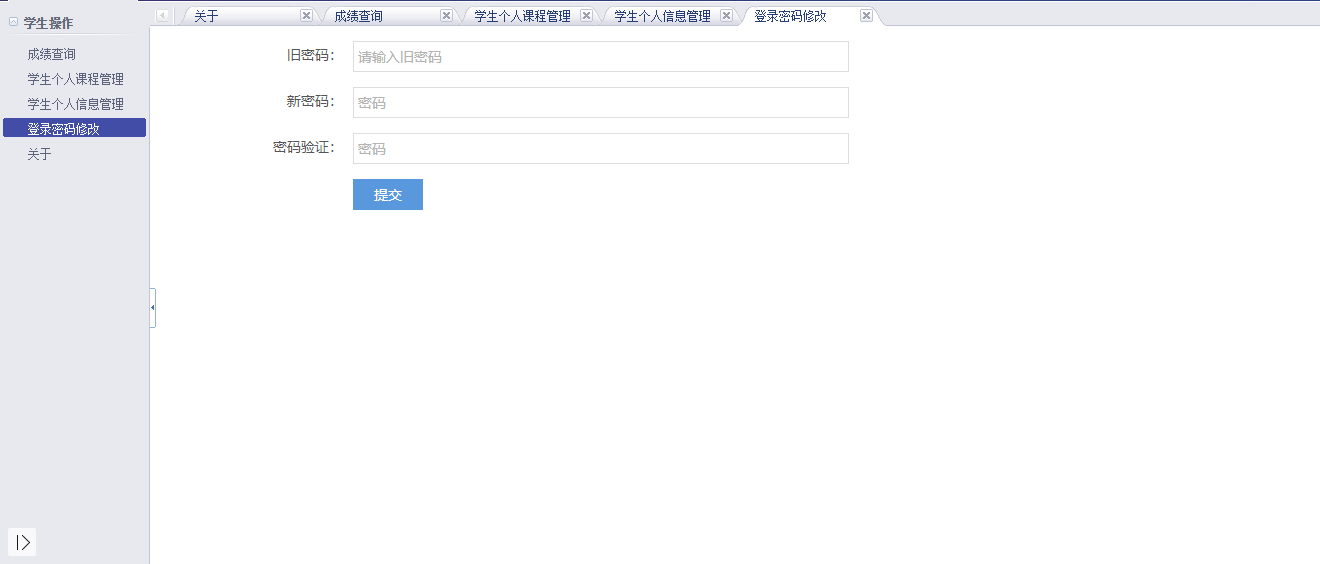 学生操作
成绩查询
学生个人课程管理
学生个人信息管理
登录密码修改
关于
关于
成绩查询
学生个人课程管理
学生个人信息管理
登录密码修改
旧密码：
请输入旧密码
新密码：
密码
密码验证：
密码
提交